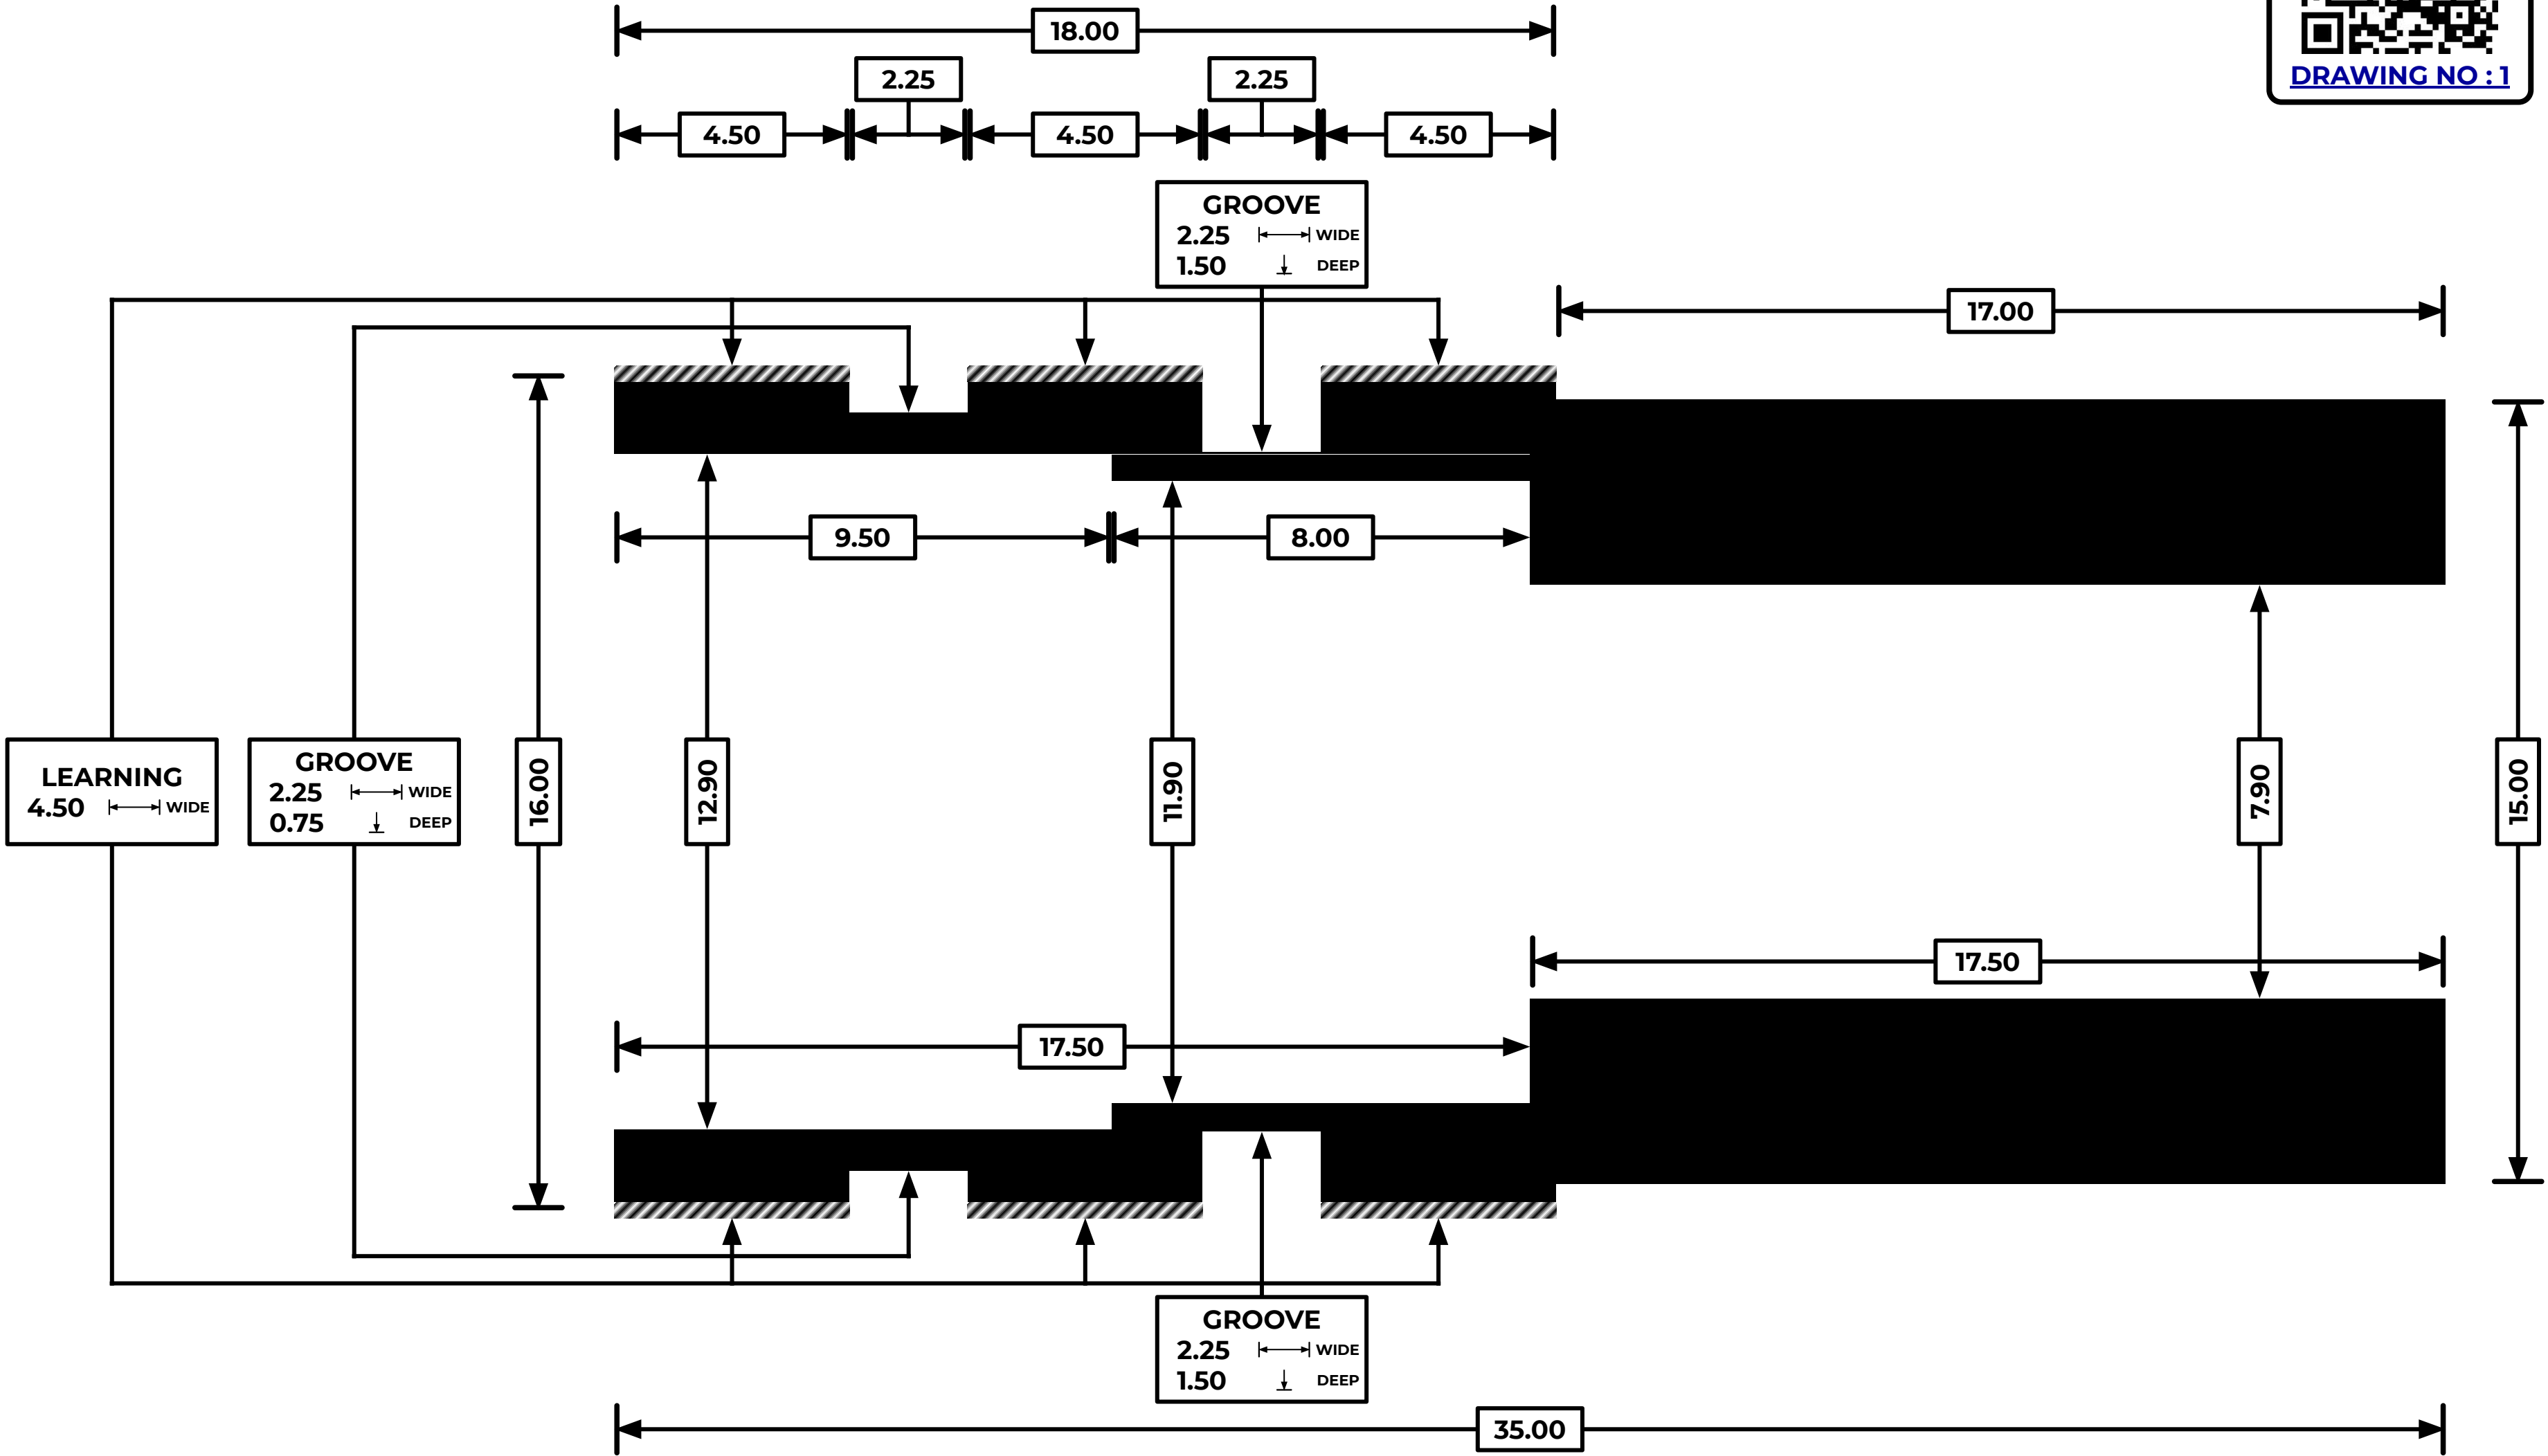 18.00
DRAWING NO : 1
2.25
2.25
4.50
4.50
4.50
GROOVE
2.25 WIDE
1.50 DEEP
17.00
9.50
8.00
LEARNING
4.50 WIDE
GROOVE
2.25 WIDE
0.75 DEEP
16.00
12.90
11.90
7.90
15.00
17.50
17.50
GROOVE
2.25 WIDE
1.50 DEEP
35.00